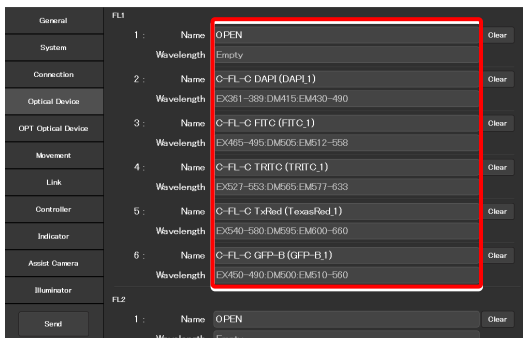 General
System
Connection
Optical Device
OPT Optical Device
Movement
Link
Controller
Indicator
Assist Camera
Illuminator
Send
FL1
1 : Name OPEN Clear
Wavelength Empty
2 : Name C-FL-C DAPI (DAPI_1) Clear
Wavelength EX361-389:DM415:EM430-490
3 : Name C-FL-C FITC (FITC_1) Clear
Wavelength EX465-495:DM505:EM512-558
4 : Name C-FL-C TRITC (TRITC_1) Clear
Wavelength EX527-553:DM565:EM577-633
5 : Name C-FL-C TxRed (TexasRed_1) Clear
Wavelength EX540-580:DM595:EM600-660
6 : Name C-FL-C GFP-B (GFP-B_1) Clear
Wavelength EX450-490:DM500:EM510-560
FL2
1 : Name OPEN Clear